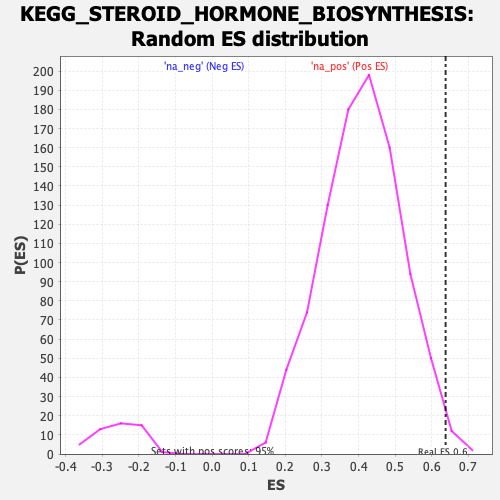 KEGG_STEROID_HORMONE_BIOSYNTHESIS:
Random ES distribution
'na_neg' (Neg ES) 'na_pos' (Pos ES)
200
190
180
170
160
150
140
130
120
110
100
90
80
70
60
50
40
30
20
10
0
P(ES)
Sets with pos scores: 95%
Real ES 0.6
-0.4 -0.3 -0.2 -0.1 0.0 0.1 0.2 0.3 0.4 0.5 0.6 0.7
ES